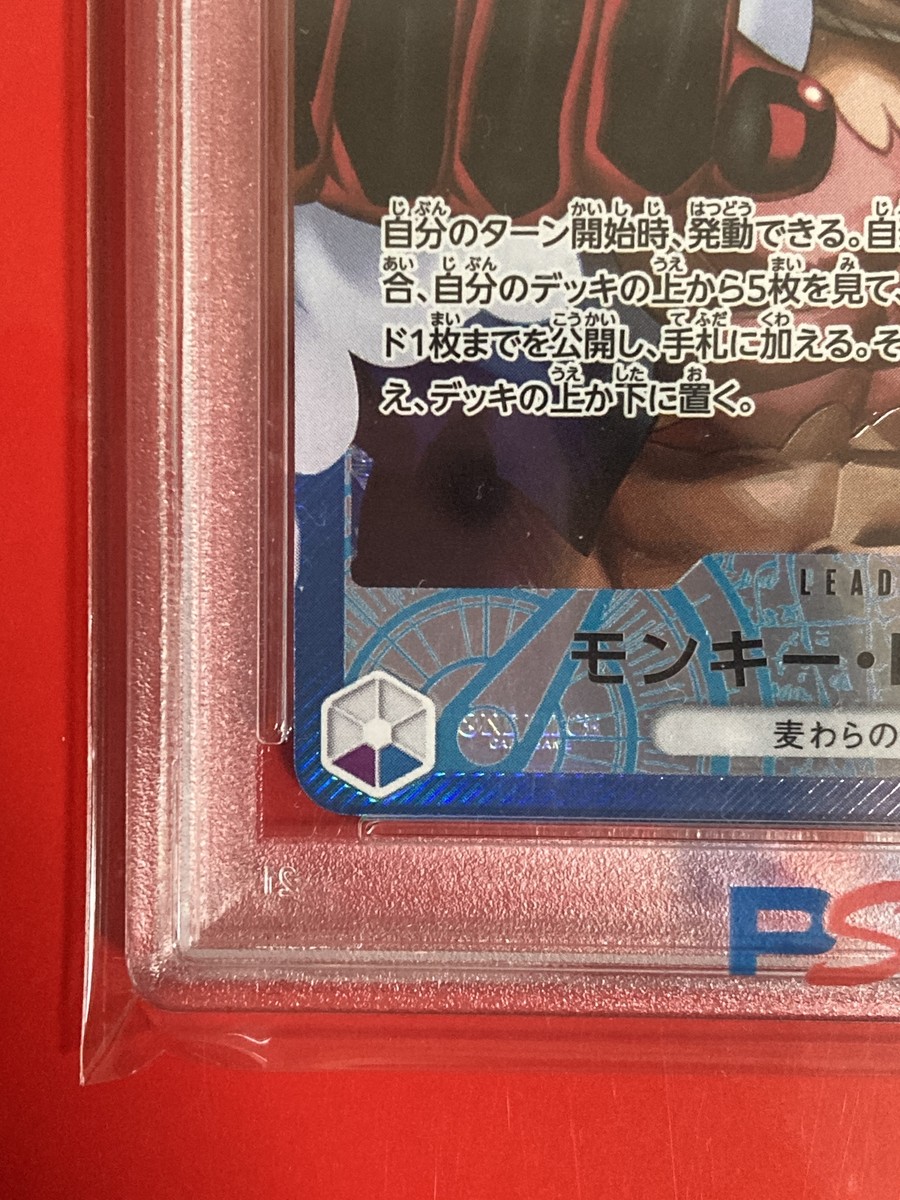 自分のターン開始時、発動できる。自
合、自分のデッキの上から5枚を見て、
ド1枚までを公開し、手札に加える。そ
え、デッキの上か下に置く。
LEAD
モンキー・
麦わらの
21
PS